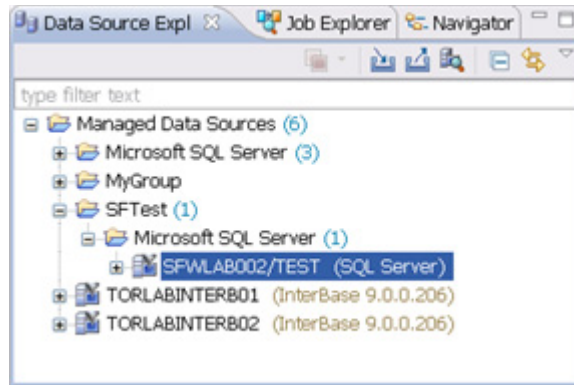 Data Source Expl Job Explorer Navigator
type filter text
Managed Data Sources (6)
Microsoft SQL Server (3)
MyGroup
SFTest (1)
Microsoft SQL Server (1)
SFWLAB002/TEST (SQL Server)
TORLABINTERB01 (InterBase 9.0.0.206)
TORLABINTERB02 (InterBase 9.0.0.206)